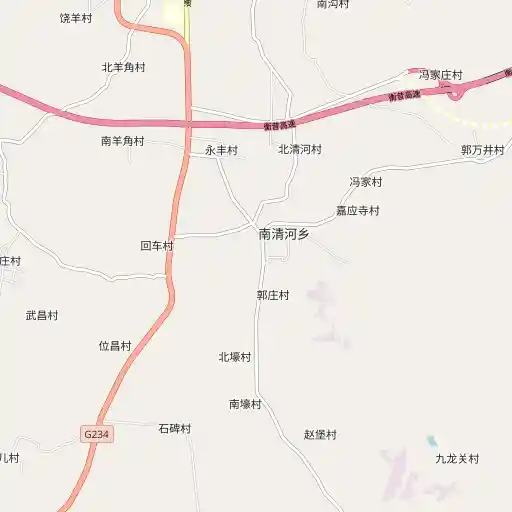 南沟村
饶羊村
北羊角村
冯家庄村
衡昔高速
衡昔高速
南羊角村
永丰村
北清河村
郭万井村
冯家村
嘉应寺村
南清河乡
回车村
庄村
郭庄村
武昌村
位昌村
北壕村
南壕村
石碑村
G234
赵堡村
儿村
九龙关村